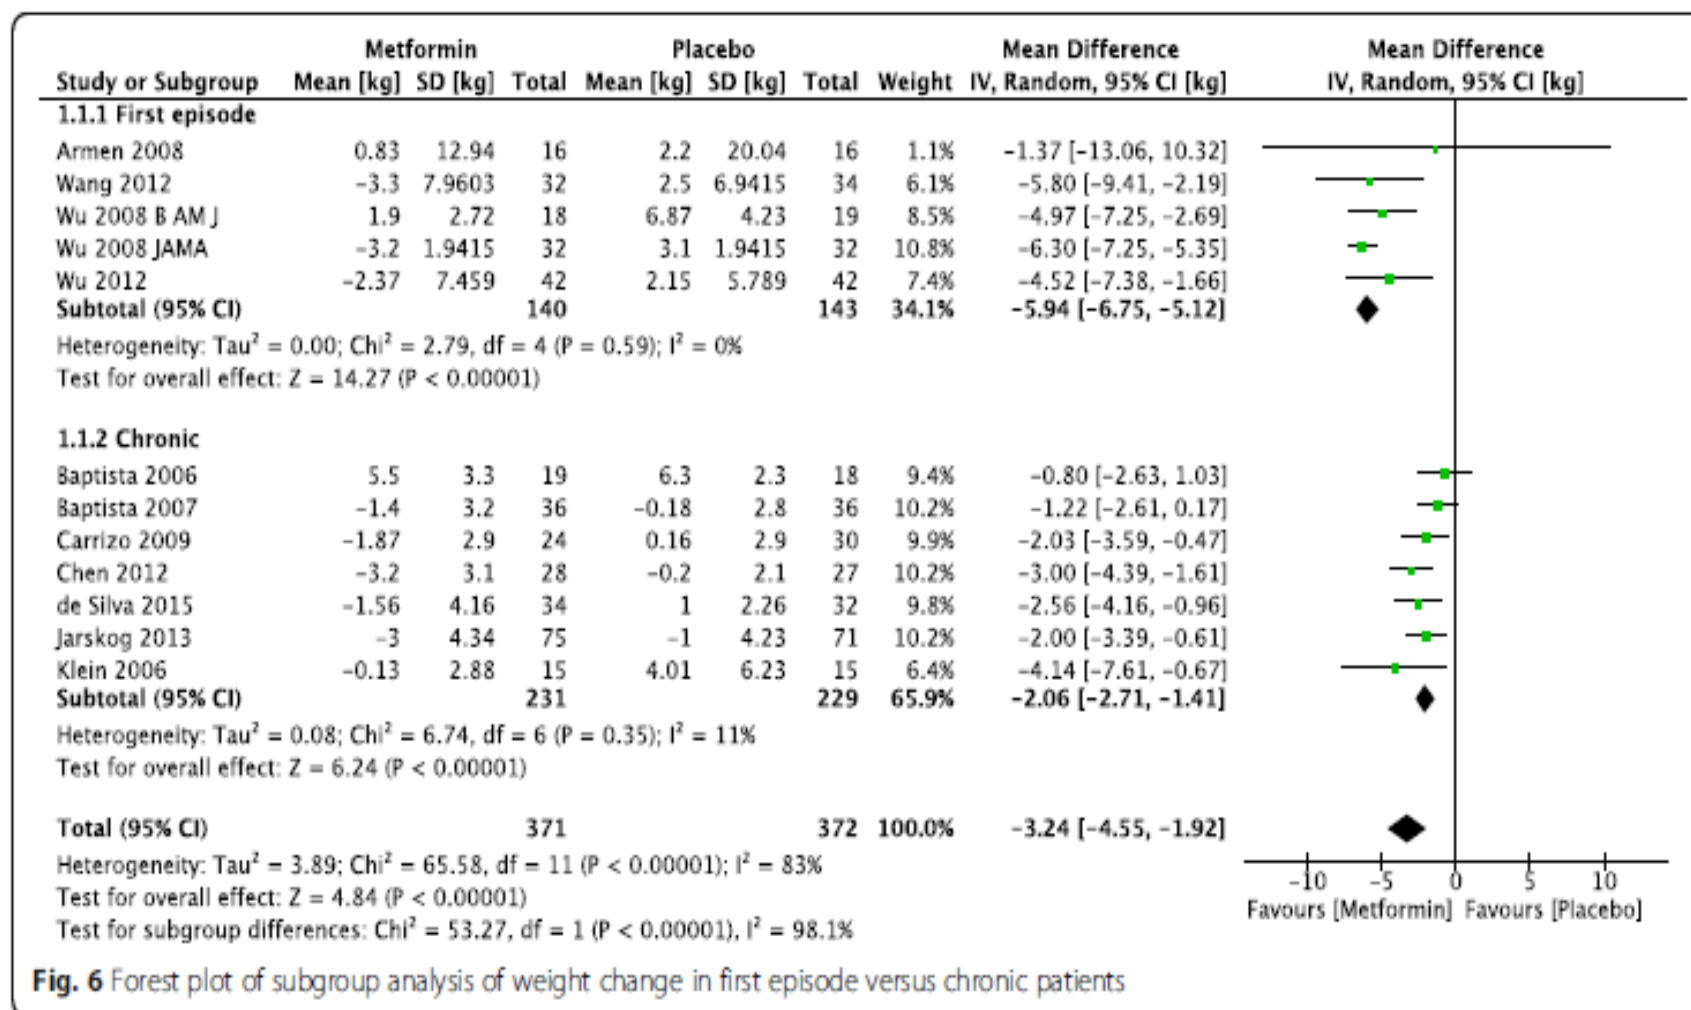 Metformin Placebo Mean Difference Mean Difference
Study or Subgroup Mean [kg] SD [kg] Total Mean [kg] SD [kg] Total Weight IV, Random, 95% CI [kg] IV, Random, 95% CI [kg]
1.1.1 First episode
Armen 2008 0.83 12.94 16 2.2 20.04 16 1.1% −1.37 [−13.06, 10.32]
Wang 2012 −3.3 7.9603 32 2.5 6.9415 34 6.1% −5.80 [−9.41, −2.19]
Wu 2008 B AM J 1.9 2.72 18 6.87 4.23 19 8.5% −4.97 [−7.25, −2.69]
Wu 2008 JAMA −3.2 1.9415 32 3.1 1.9415 32 10.8% −6.30 [−7.25, −5.35]
Wu 2012 −2.37 7.459 42 2.15 5.789 42 7.4% −4.52 [−7.38, −1.66]
Subtotal (95% CI) 140 143 34.1% −5.94 [−6.75, −5.12]
Heterogeneity: Tau² = 0.00; Chi² = 2.79, df = 4 (P = 0.59); I² = 0%
Test for overall effect: Z = 14.27 (P < 0.00001)
1.1.2 Chronic
Baptista 2006 5.5 3.3 19 6.3 2.3 18 9.4% −0.80 [−2.63, 1.03]
Baptista 2007 −1.4 3.2 36 −0.18 2.8 36 10.2% −1.22 [−2.61, 0.17]
Carrizo 2009 −1.87 2.9 24 0.16 2.9 30 9.9% −2.03 [−3.59, −0.47]
Chen 2012 −3.2 3.1 28 −0.2 2.1 27 10.2% −3.00 [−4.39, −1.61]
de Silva 2015 −1.56 4.16 34 1 2.26 32 9.8% −2.56 [−4.16, −0.96]
Jarskog 2013 −3 4.34 75 −1 4.23 71 10.2% −2.00 [−3.39, −0.61]
Klein 2006 −0.13 2.88 15 4.01 6.23 15 6.4% −4.14 [−7.61, −0.67]
Subtotal (95% CI) 231 229 65.9% −2.06 [−2.71, −1.41]
Heterogeneity: Tau² = 0.08; Chi² = 6.74, df = 6 (P = 0.35); I² = 11%
Test for overall effect: Z = 6.24 (P < 0.00001)
Total (95% CI) 371 372 100.0% −3.24 [−4.55, −1.92]
Heterogeneity: Tau² = 3.89; Chi² = 65.58, df = 11 (P < 0.00001); I² = 83%
Test for overall effect: Z = 4.84 (P < 0.00001)
Test for subgroup differences: Chi² = 53.27, df = 1 (P < 0.00001), I² = 98.1%
−10 −5 0 5 10
Favours [Metformin] Favours [Placebo]
Fig. 6 Forest plot of subgroup analysis of weight change in first episode versus chronic patients